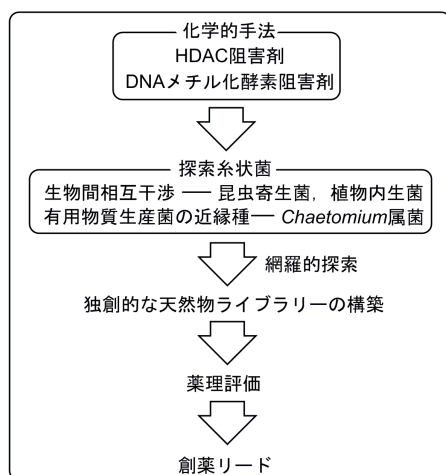 化学的手法
HDAC阻害剤
DNAメチル化酵素阻害剤
探索糸状菌
生物間相互干渉 ── 昆虫寄生菌，植物内生菌
有用物質生産菌の近縁種── Chaetomium属菌
網羅的探索
独創的な天然物ライブラリーの構築
薬理評価
創薬リード